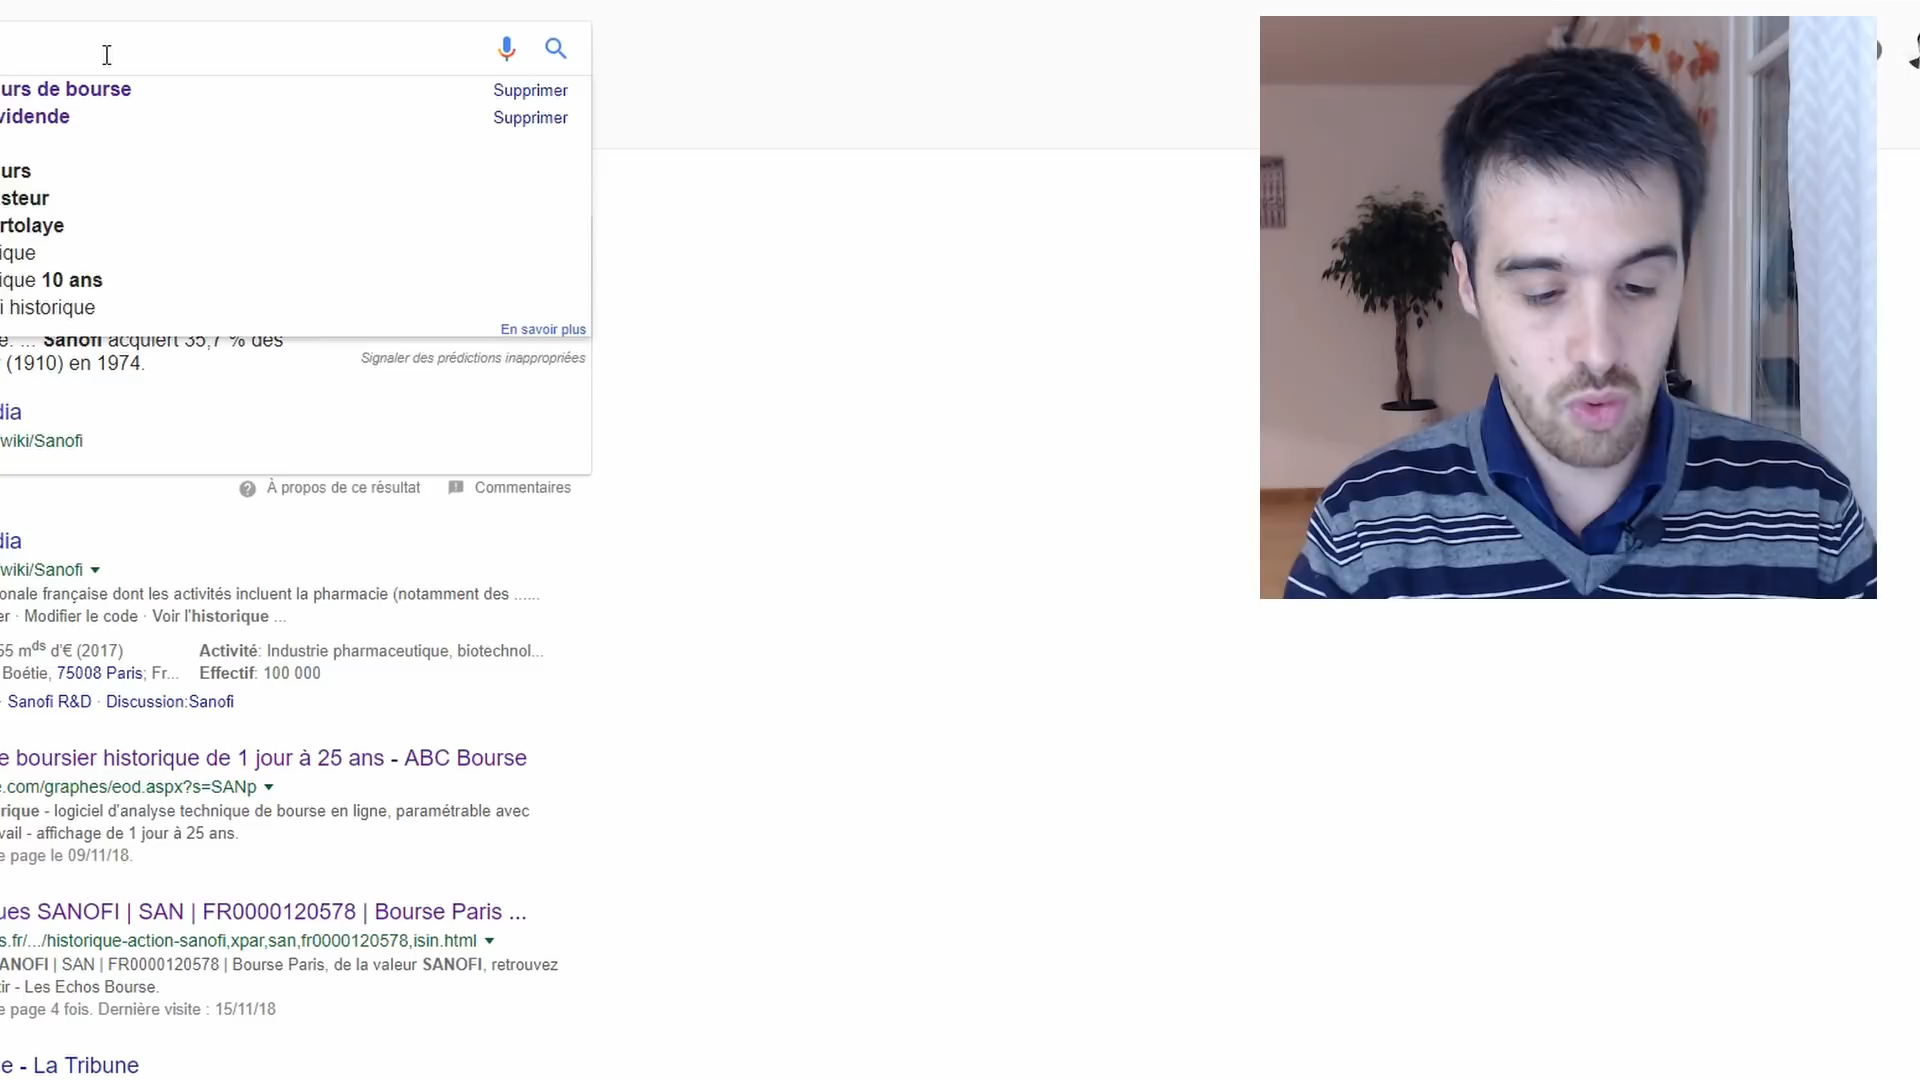 urs de bourse Supprimer
vidende Supprimer
urs
steur
rtolaye
ique
ique 10 ans
i historique
En savoir plus
e. ... Sanofi acquiert 35,7 % des
Signaler des prédictions inappropriées
(1910) en 1974.
dia
wiki/Sanofi
À propos de ce résultat Commentaires
dia
wiki/Sanofi
onale française dont les activités incluent la pharmacie (notamment des ......
er · Modifier le code · Voir l'historique ...
55 mds d'€ (2017) Activité: Industrie pharmaceutique, biotechnol...
Boétie, 75008 Paris; Fr... Effectif: 100 000
· Sanofi R&D · Discussion:Sanofi
e boursier historique de 1 jour à 25 ans - ABC Bourse
e.com/graphes/eod.aspx?s=SANp
rique - logiciel d'analyse technique de bourse en ligne, paramétrable avec
vail - affichage de 1 jour à 25 ans.
e page le 09/11/18.
ues SANOFI | SAN | FR0000120578 | Bourse Paris ...
s.fr/.../historique-action-sanofi,xpar,san,fr0000120578,isin.html
ANOFI | SAN | FR0000120578 | Bourse Paris, de la valeur SANOFI, retrouvez
tir - Les Echos Bourse.
e page 4 fois. Dernière visite : 15/11/18
e - La Tribune